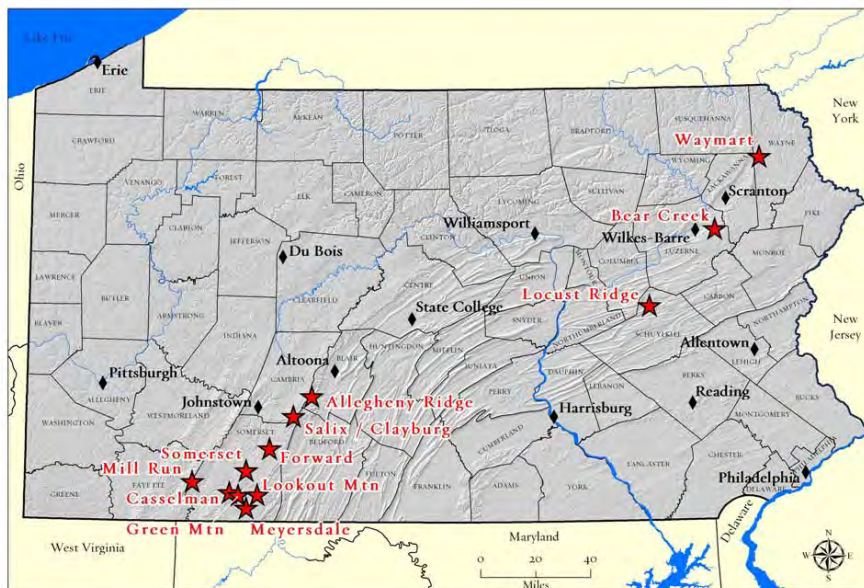 Lake Erie
Erie
ERIE
New
York
WARREN
McKEAN
SUSQUEHANNA
CRAWFORD
POTTER
TIOGA
BRADFORD
Waymart
WAYNE
WYOMING
LACKAWANNA
VENANGO
FOREST
Ohio
ELK
CAMERON
SULLIVAN
Scranton
MERCER
LYCOMING
Bear Creek
PIKE
CLARION
Williamsport
JEFFERSON
CLINTON
Wilkes-Barre
LUZERNE
Du Bois
COLUMBIA
MONROE
LAWRENCE
CENTRE
UNION
MONTOUR
BUTLER
CLEARFIELD
Locust Ridge
CARBON
ARMSTRONG
State College
SNYDER
NORTHUMBERLAND
NORTHAMPTON
New
Jersey
BEAVER
INDIANA
HUNTINGDON
MIFFLIN
SCHUYLKILL
Allentown
Altoona
BLAIR
JUNIATA
LEHIGH
Pittsburgh
CAMBRIA
DAUPHIN
BERKS
ALLEGHENY
PERRY
LEBANON
BUCKS
Johnstown
Allegheny Ridge
Harrisburg
Reading
WESTMORELAND
MONTGOMERY
WASHINGTON
Salix / Clayburg
SOMERSET
BEDFORD
CUMBERLAND
Somerset
Forward
CHESTER
PHILADELPHIA
Mill Run
LANCASTER
FULTON
Philadelphia
GREENE
FAYETTE
Lookout Mtn
FRANKLIN
ADAMS
YORK
DELAWARE
Casselman
Green Mtn
Meyersdale
Delaware
West Virginia
Maryland
N
W
E
S
0
20
40
Miles